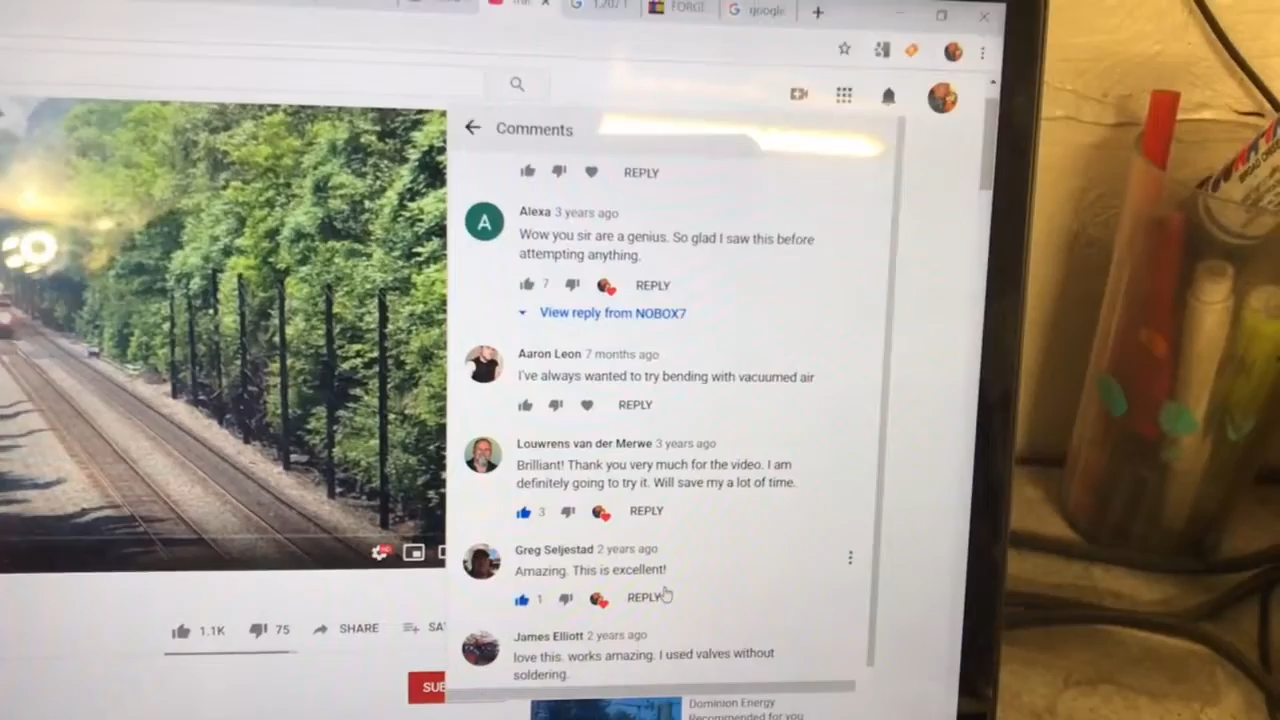 1.2021
FORGE
google
Comments
REPLY
Alexa 3 years ago
Wow you sir are a genius. So glad I saw this before
attempting anything.
7 REPLY
View reply from NOBOX7
Aaron Leon 7 months ago
I've always wanted to try bending with vacuumed air
REPLY
Louwrens van der Merwe 3 years ago
Brilliant! Thank you very much for the video. I am
definitely going to try it. Will save my a lot of time.
3 REPLY
Greg Seljestad 2 years ago
Amazing. This is excellent!
1 REPLY
James Elliott 2 years ago
love this. works amazing. I used valves without
soldering.
1.1K 75 SHARE SA
SUB
Dominion Energy
Recommended for you